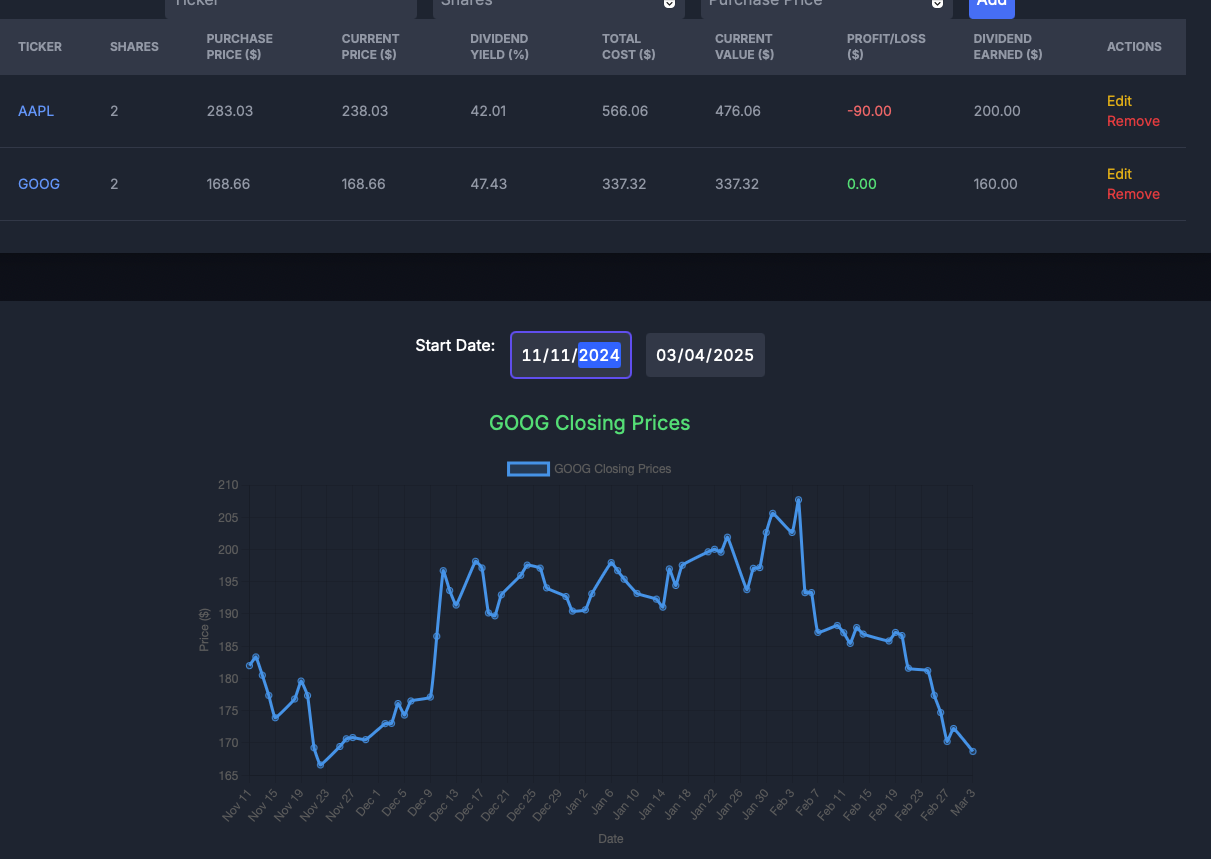 Ticker Shares Purchase Price Add
TICKER SHARES PURCHASE PRICE ($) CURRENT PRICE ($) DIVIDEND YIELD (%) TOTAL COST ($) CURRENT VALUE ($) PROFIT/LOSS ($) DIVIDEND EARNED ($) ACTIONS
AAPL 2 283.03 238.03 42.01 566.06 476.06 -90.00 200.00 Edit
Remove
GOOG 2 168.66 168.66 47.43 337.32 337.32 0.00 160.00 Edit
Remove
Start Date: 11/11/2024 03/04/2025
GOOG Closing Prices
GOOG Closing Prices
210
205
200
195
190
185
180
175
170
165
Price ($)
Nov 11 Nov 15 Nov 19 Nov 23 Nov 27 Dec 1 Dec 5 Dec 9 Dec 13 Dec 17 Dec 21 Dec 25 Dec 29 Jan 2 Jan 6 Jan 10 Jan 14 Jan 18 Jan 22 Jan 26 Jan 30 Feb 3 Feb 7 Feb 11 Feb 15 Feb 19 Feb 23 Feb 27 Mar 3
Date